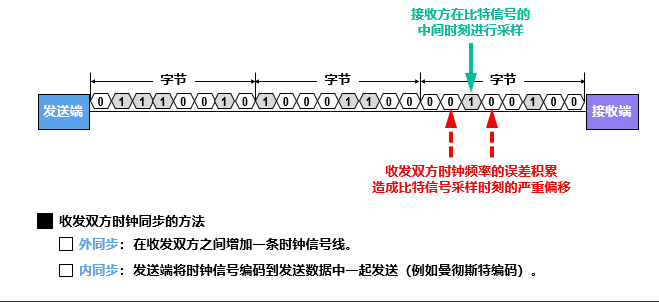 接收方在比特信号的
中间时刻进行采样
字节 字节 字节
发送端 0 1 1 1 0 0 1 0 1 0 0 0 1 1 0 0 0 0 1 0 0 1 0 0 接收端
收发双方时钟频率的误差积累
造成比特信号采样时刻的严重偏移
收发双方时钟同步的方法
外同步：在收发双方之间增加一条时钟信号线。
内同步：发送端将时钟信号编码到发送数据中一起发送（例如曼彻斯特编码）。